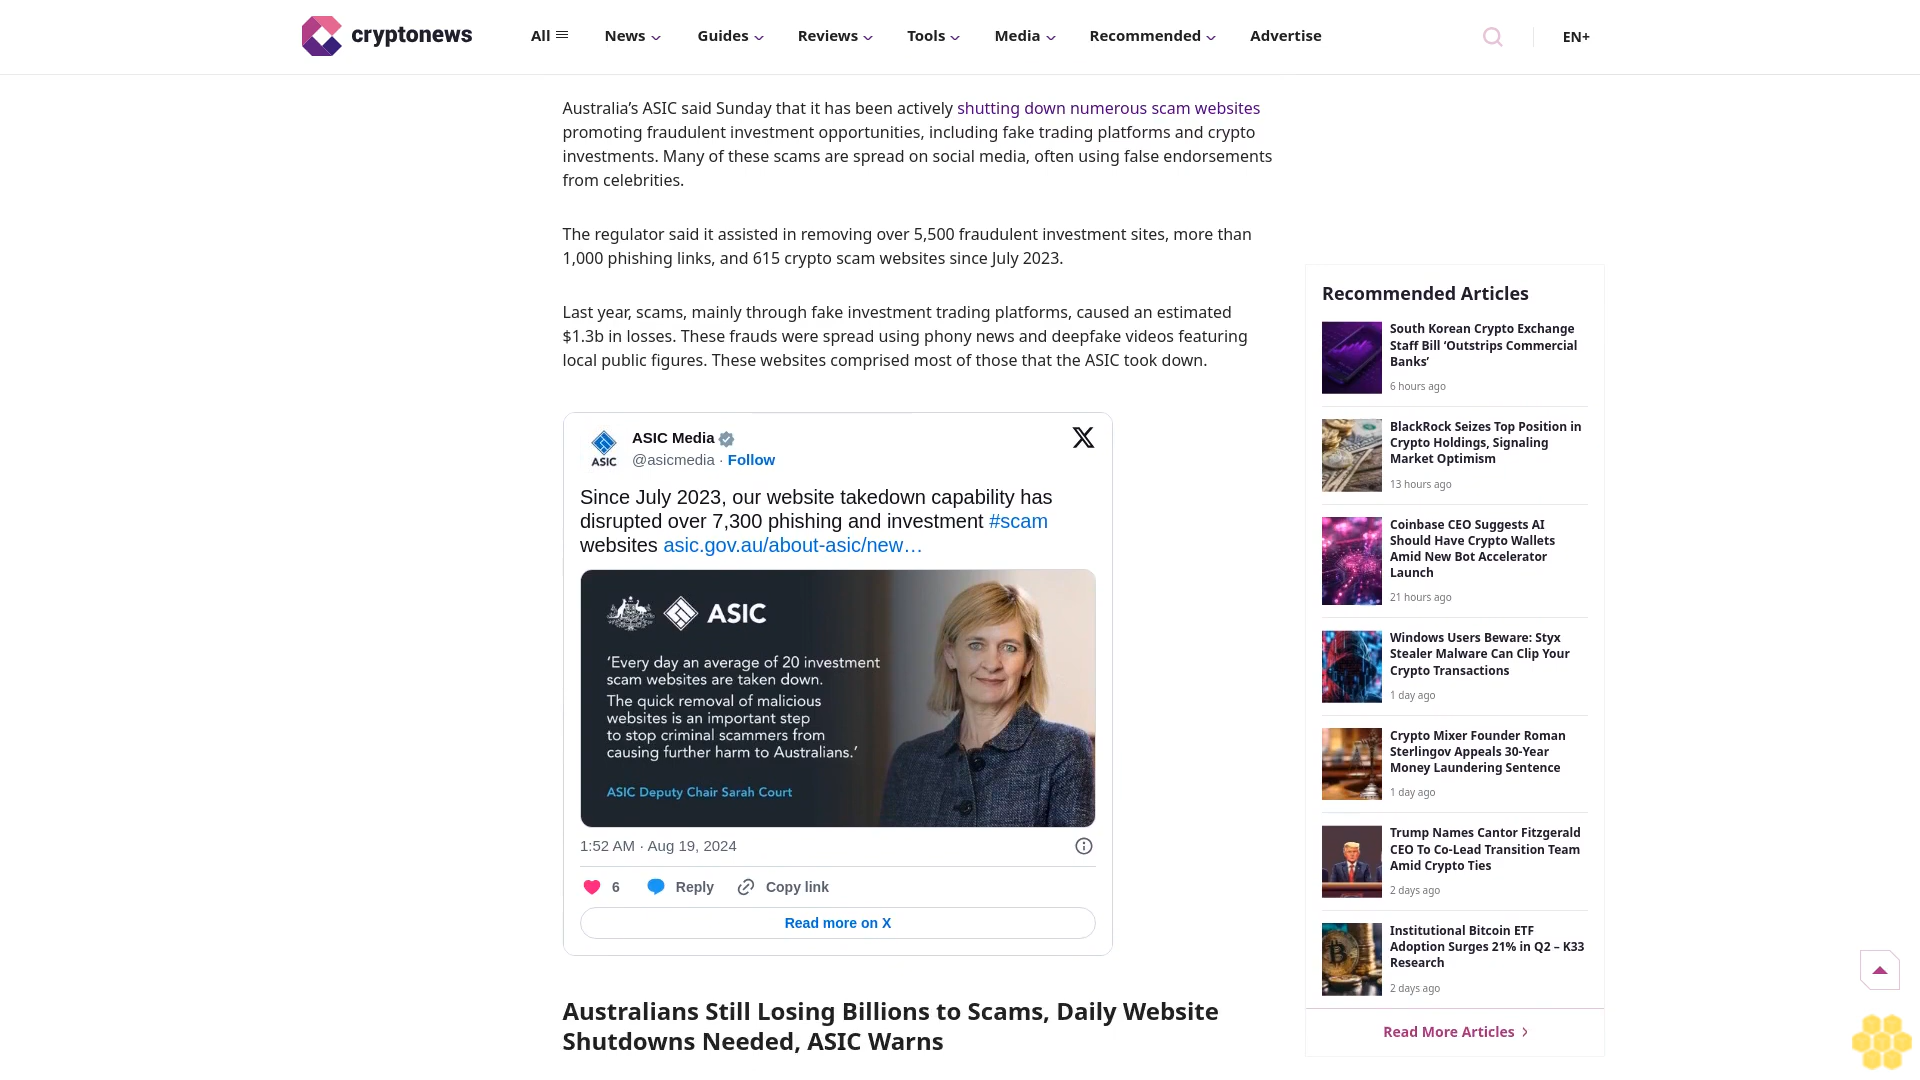 cryptonews
All
News
Guides
Reviews
Tools
Media
Recommended
Advertise
EN+
Australia’s ASIC said Sunday that it has been actively shutting down numerous scam websites
promoting fraudulent investment opportunities, including fake trading platforms and crypto
investments. Many of these scams are spread on social media, often using false endorsements
from celebrities.
The regulator said it assisted in removing over 5,500 fraudulent investment sites, more than
1,000 phishing links, and 615 crypto scam websites since July 2023.
Last year, scams, mainly through fake investment trading platforms, caused an estimated
$1.3b in losses. These frauds were spread using phony news and deepfake videos featuring
local public figures. These websites comprised most of those that the ASIC took down.
ASIC
ASIC Media
@asicmedia · Follow
Since July 2023, our website takedown capability has
disrupted over 7,300 phishing and investment #scam
websites asic.gov.au/about-asic/new…
ASIC
‘Every day an average of 20 investment
scam websites are taken down.
The quick removal of malicious
websites is an important step
to stop criminal scammers from
causing further harm to Australians.’
ASIC Deputy Chair Sarah Court
1:52 AM · Aug 19, 2024
6
Reply
Copy link
Read more on X
Australians Still Losing Billions to Scams, Daily Website
Shutdowns Needed, ASIC Warns
Recommended Articles
South Korean Crypto Exchange
Staff Bill ‘Outstrips Commercial
Banks’
6 hours ago
BlackRock Seizes Top Position in
Crypto Holdings, Signaling
Market Optimism
13 hours ago
Coinbase CEO Suggests AI
Should Have Crypto Wallets
Amid New Bot Accelerator
Launch
21 hours ago
Windows Users Beware: Styx
Stealer Malware Can Clip Your
Crypto Transactions
1 day ago
Crypto Mixer Founder Roman
Sterlingov Appeals 30-Year
Money Laundering Sentence
1 day ago
Trump Names Cantor Fitzgerald
CEO To Co-Lead Transition Team
Amid Crypto Ties
2 days ago
Institutional Bitcoin ETF
Adoption Surges 21% in Q2 – K33
Research
2 days ago
Read More Articles